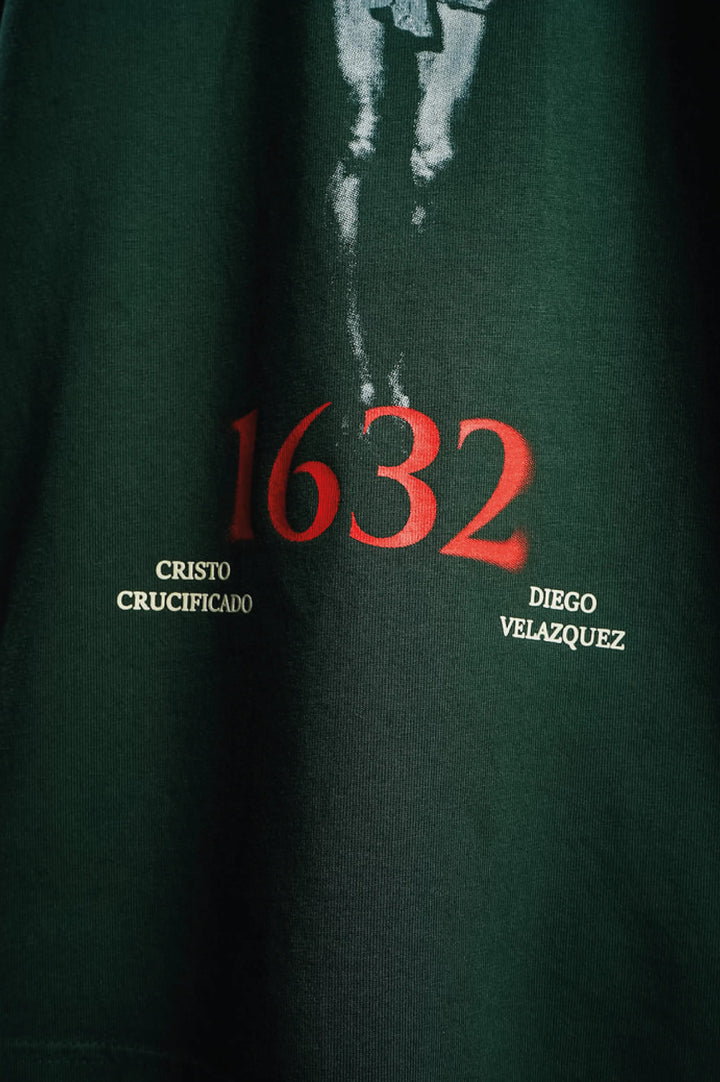 1632
CRISTO
CRUCIFICADO
DIEGO
VELAZQUEZ